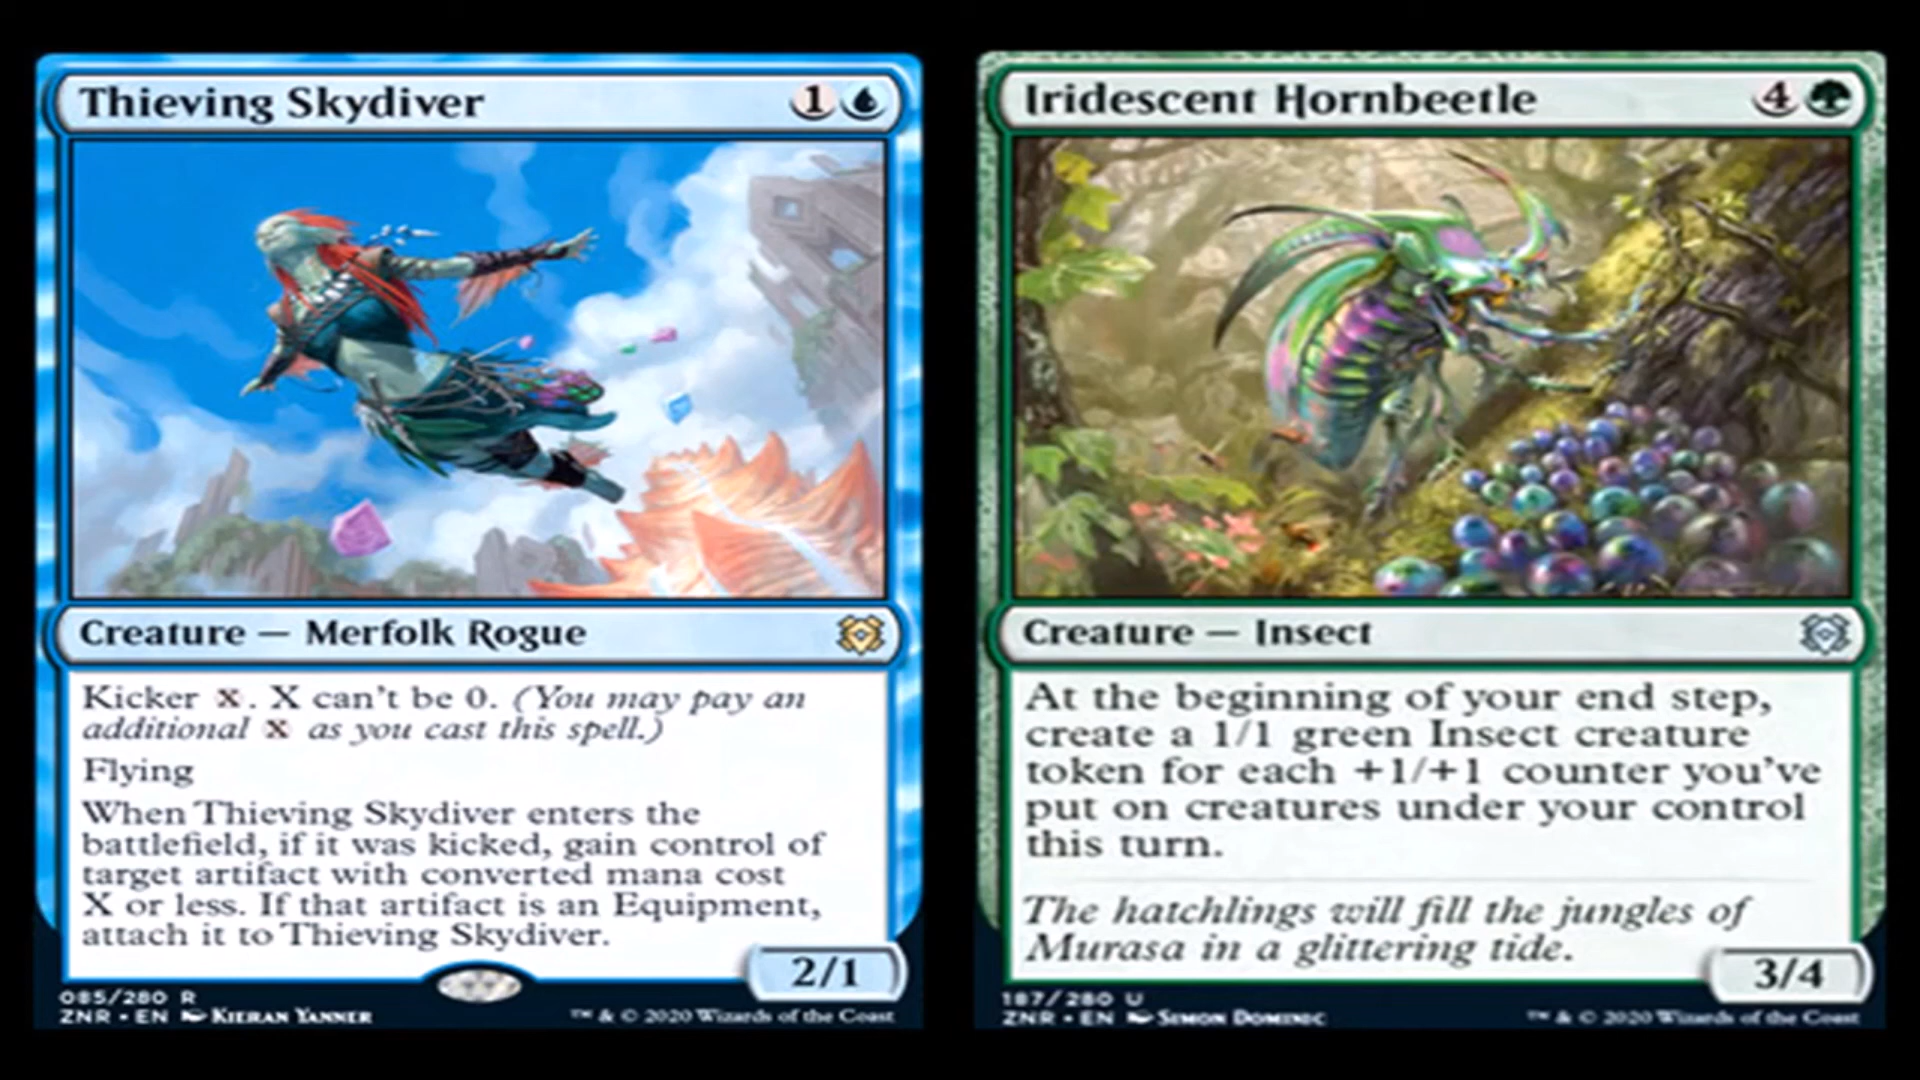 Thieving Skydiver
1
Creature — Merfolk Rogue
Kicker X. X can't be 0. (You may pay an
additional X as you cast this spell.)
Flying
When Thieving Skydiver enters the
battlefield, if it was kicked, gain control of
target artifact with converted mana cost
X or less. If that artifact is an Equipment,
attach it to Thieving Skydiver.
2/1
085/280 R
ZNR • EN KIERAN YANNER
™ & © 2020 Wizards of the Coast
Iridescent Hornbeetle
4
Creature — Insect
At the beginning of your end step,
create a 1/1 green Insect creature
token for each +1/+1 counter you've
put on creatures under your control
this turn.
The hatchlings will fill the jungles of
Murasa in a glittering tide.
3/4
187/280 U
ZNR • EN SIMON DOMINIC
™ & © 2020 Wizards of the Coast